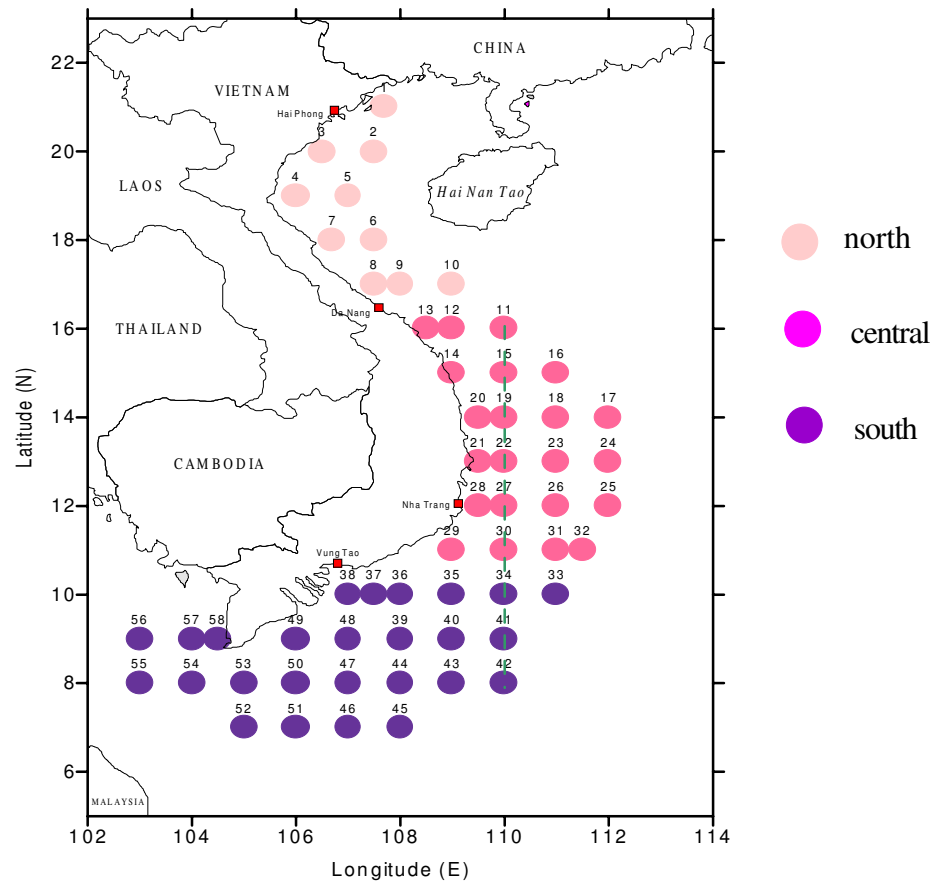 CHINA
22
VIETNAM
Hai Phong
3 2
20
LAOS
4 5
Hai Nan Tao
7 6
18
north
8 9 10
Da Nang
13 12 11
16
THAILAND
central
14 15 16
20 19 18 17
14
south
21 22 23 24
CAMBODIA
28 27 26 25
12
Nha Trang
29 30 31 32
Vung Tao
38 37 36 35 34 33
10
56 57 58 49 48 39 40 41
55 54 53 50 47 44 43 42
8
52 51 46 45
6
MALAYSIA
102 104 106 108 110 112 114
Longitude (E)
Latitude (N)